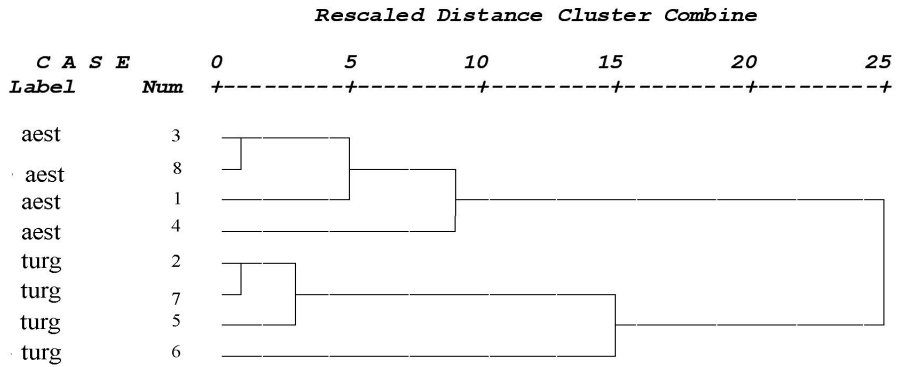 Rescaled Distance Cluster Combine
C A S E 0 5 10 15 20 25
Label Num +---------+---------+---------+---------+---------+
aest 3
aest 8
aest 1
aest 4
turg 2
turg 7
turg 5
turg 6